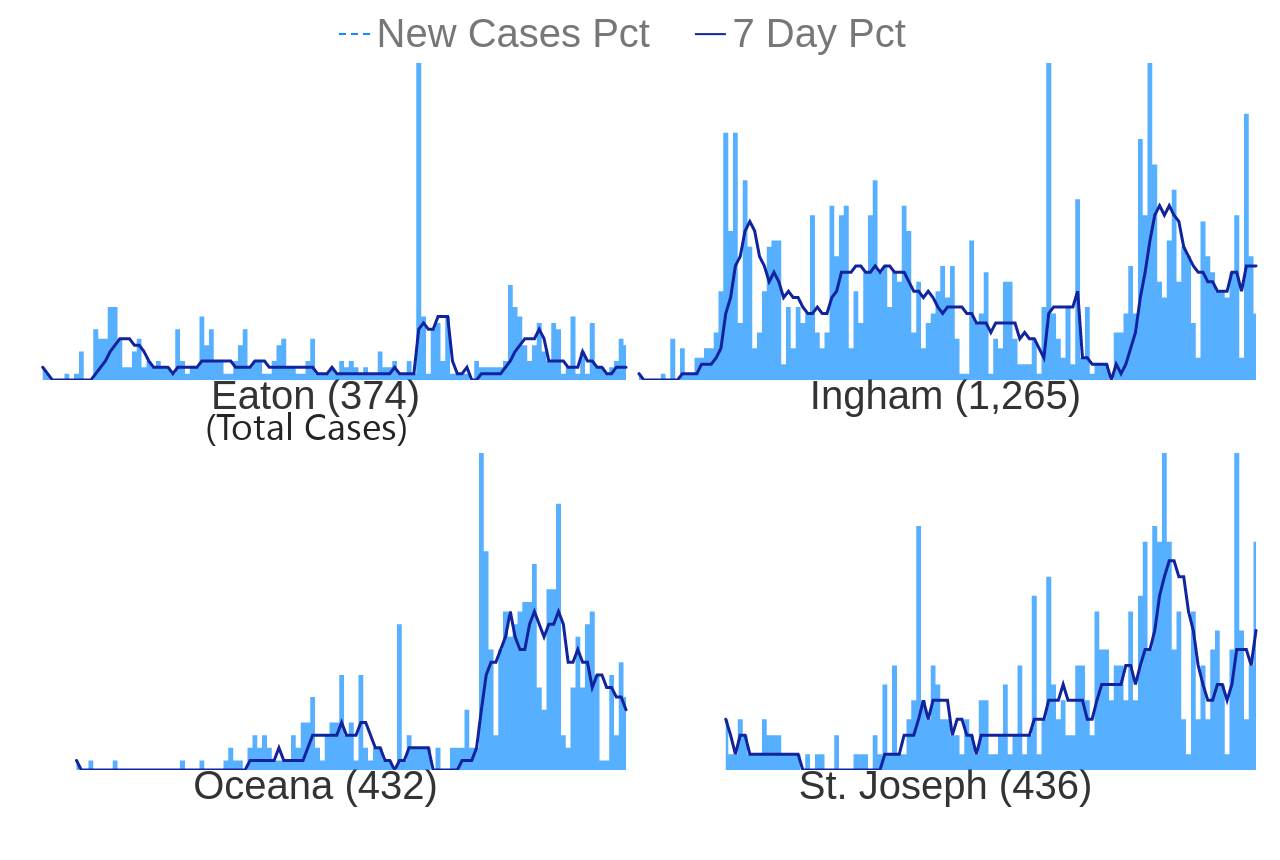 New Cases Pct 7 Day Pct
Eaton (374)
(Total Cases)
Ingham (1,265)
Oceana (432)
St. Joseph (436)